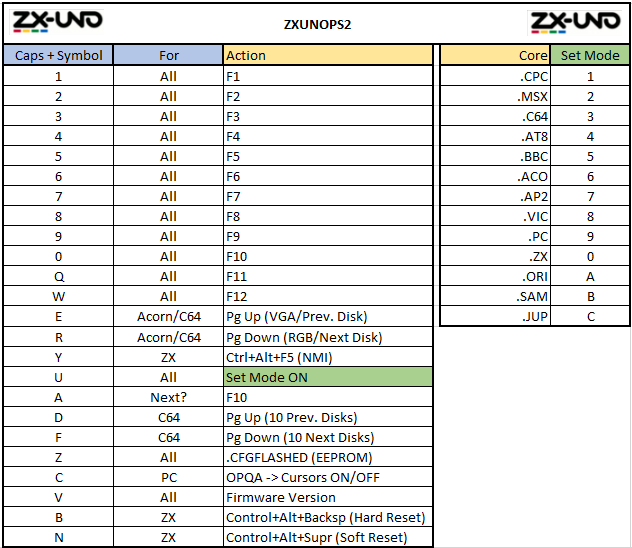 ZX-UNO ZXUNOPS2 ZX-UNO
Caps + Symbol For Action Core Set Mode
1 All F1 .CPC 1
2 All F2 .MSX 2
3 All F3 .C64 3
4 All F4 .AT8 4
5 All F5 .BBC 5
6 All F6 .ACO 6
7 All F7 .AP2 7
8 All F8 .VIC 8
9 All F9 .PC 9
0 All F10 .ZX 0
Q All F11 .ORI A
W All F12 .SAM B
E Acorn/C64 Pg Up (VGA/Prev. Disk) .JUP C
R Acorn/C64 Pg Down (RGB/Next Disk)
Y ZX Ctrl+Alt+F5 (NMI)
U All Set Mode ON
A Next? F10
D C64 Pg Up (10 Prev. Disks)
F C64 Pg Down (10 Next Disks)
Z All .CFGFLASHED (EEPROM)
C PC OPQA -> Cursors ON/OFF
V All Firmware Version
B ZX Control+Alt+Backsp (Hard Reset)
N ZX Control+Alt+Supr (Soft Reset)